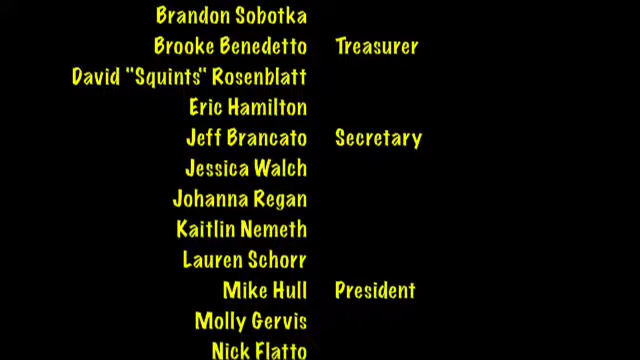 Brandon Sobotka
Brooke Benedetto Treasurer
David "Squints" Rosenblatt
Eric Hamilton
Jeff Brancato Secretary
Jessica Walch
Johanna Regan
Kaitlin Nemeth
Lauren Schorr
Mike Hull President
Molly Gervis
Nick Flatto